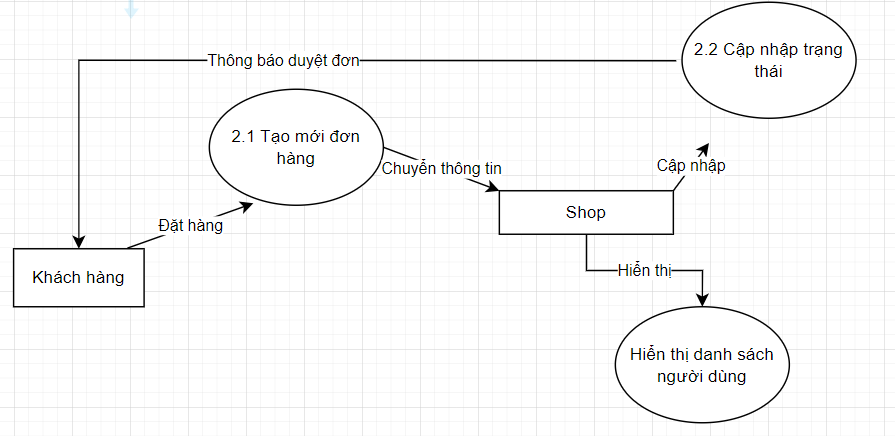 2.2 Cập nhập trạng
thái
Thông báo duyệt đơn
2.1 Tạo mới đơn
hàng
Chuyển thông tin
Cập nhập
Shop
Đặt hàng
Khách hàng
Hiển thị
Hiển thị danh sách
người dùng